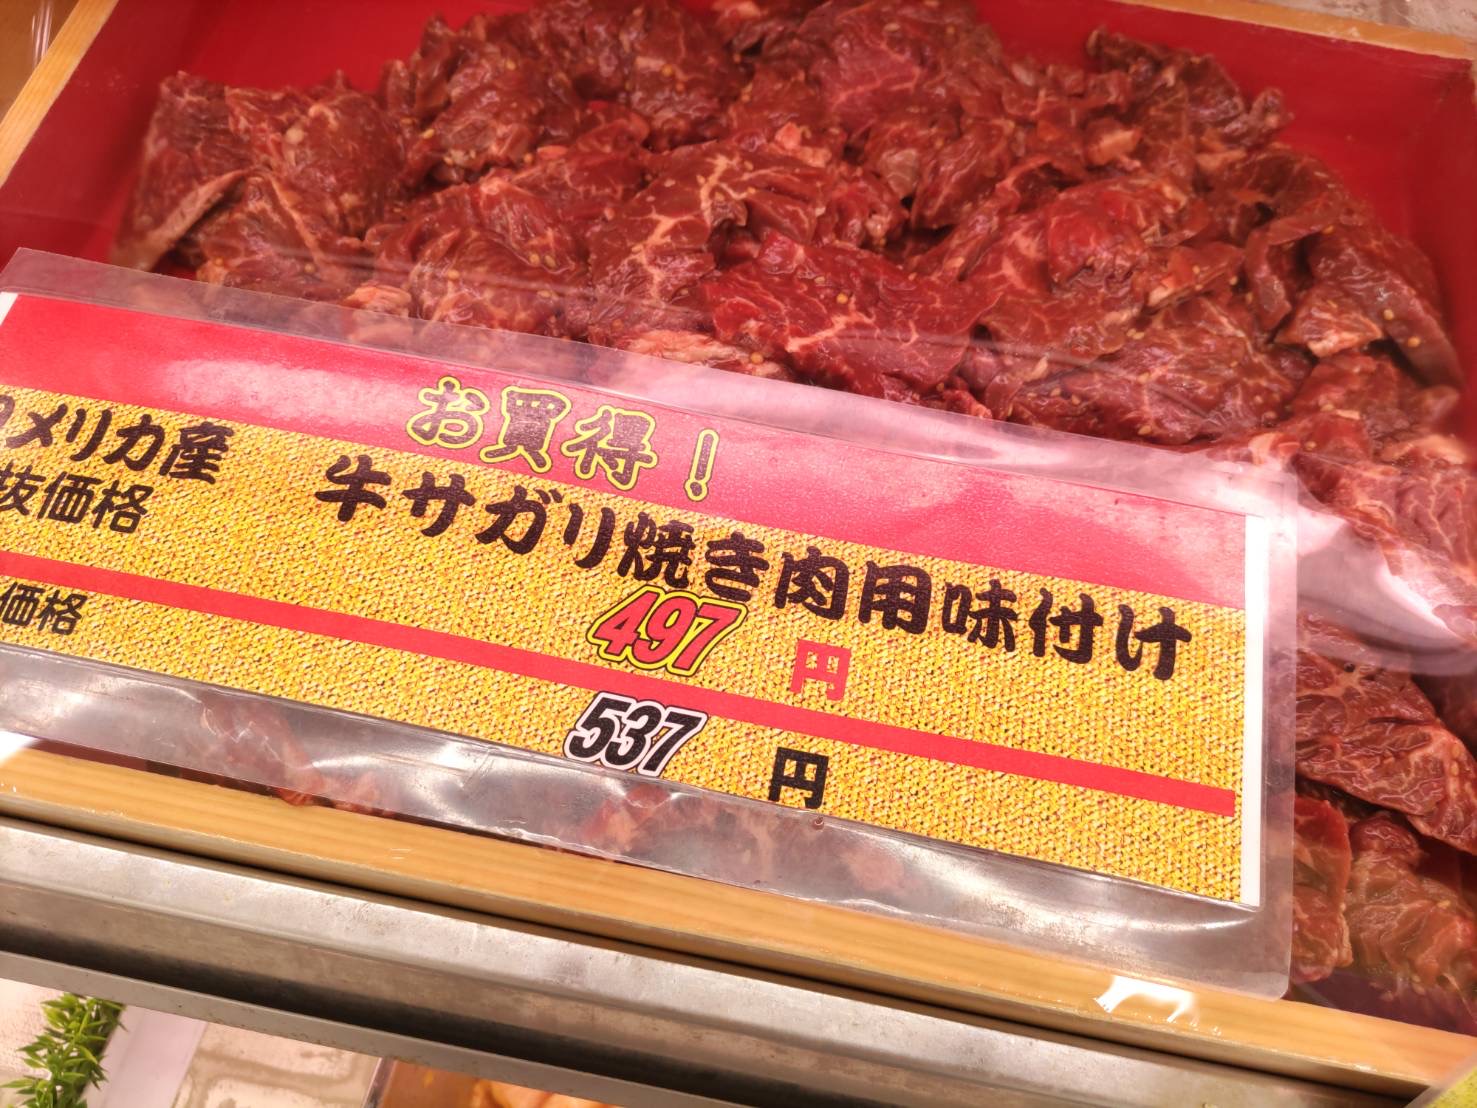 お買得！
アメリカ産 牛サガリ焼き肉用味付け
抜価格 497 円
価格 537 円